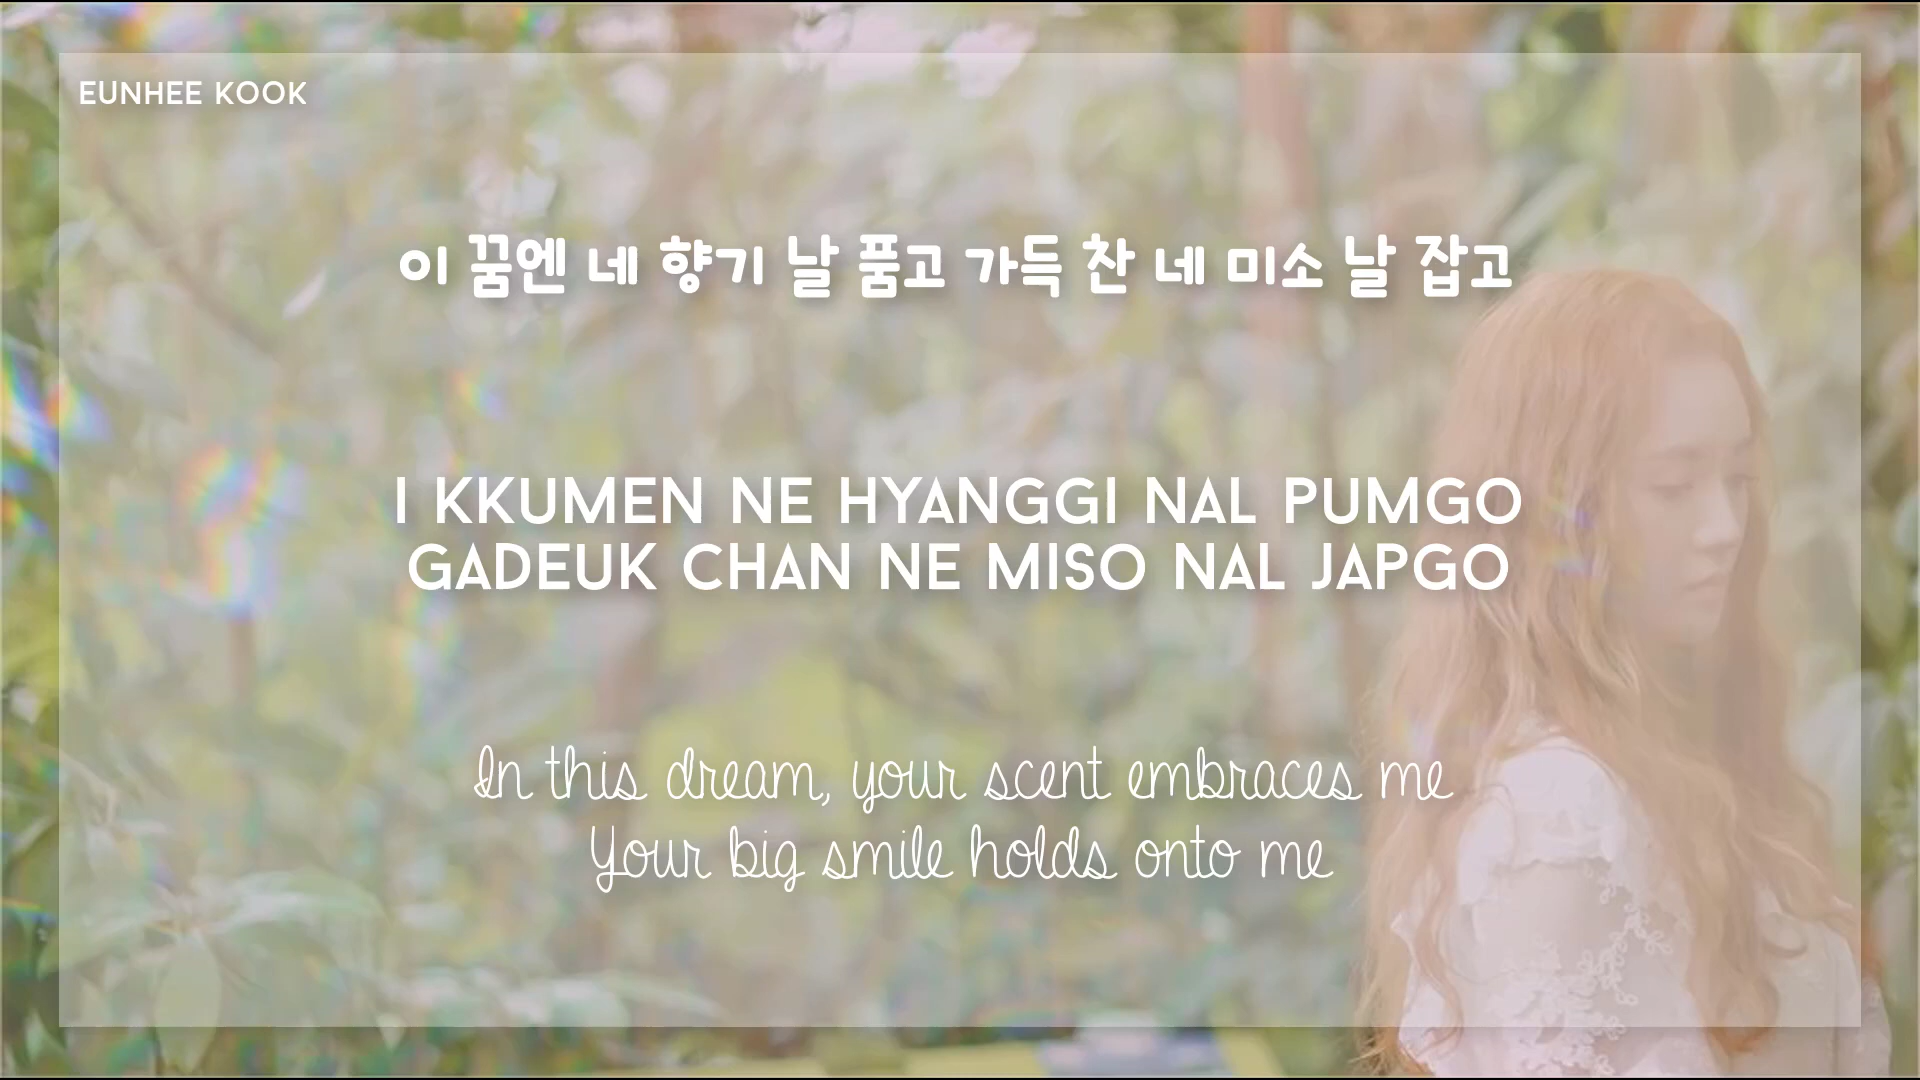 EUNHEE KOOK
이 꿈엔 네 향기 날 품고 가득 찬 네 미소 날 잡고
I KKUMEN NE HYANGGI NAL PUMGO
GADEUK CHAN NE MISO NAL JAPGO
In this dream, your scent embraces me
Your big smile holds onto me